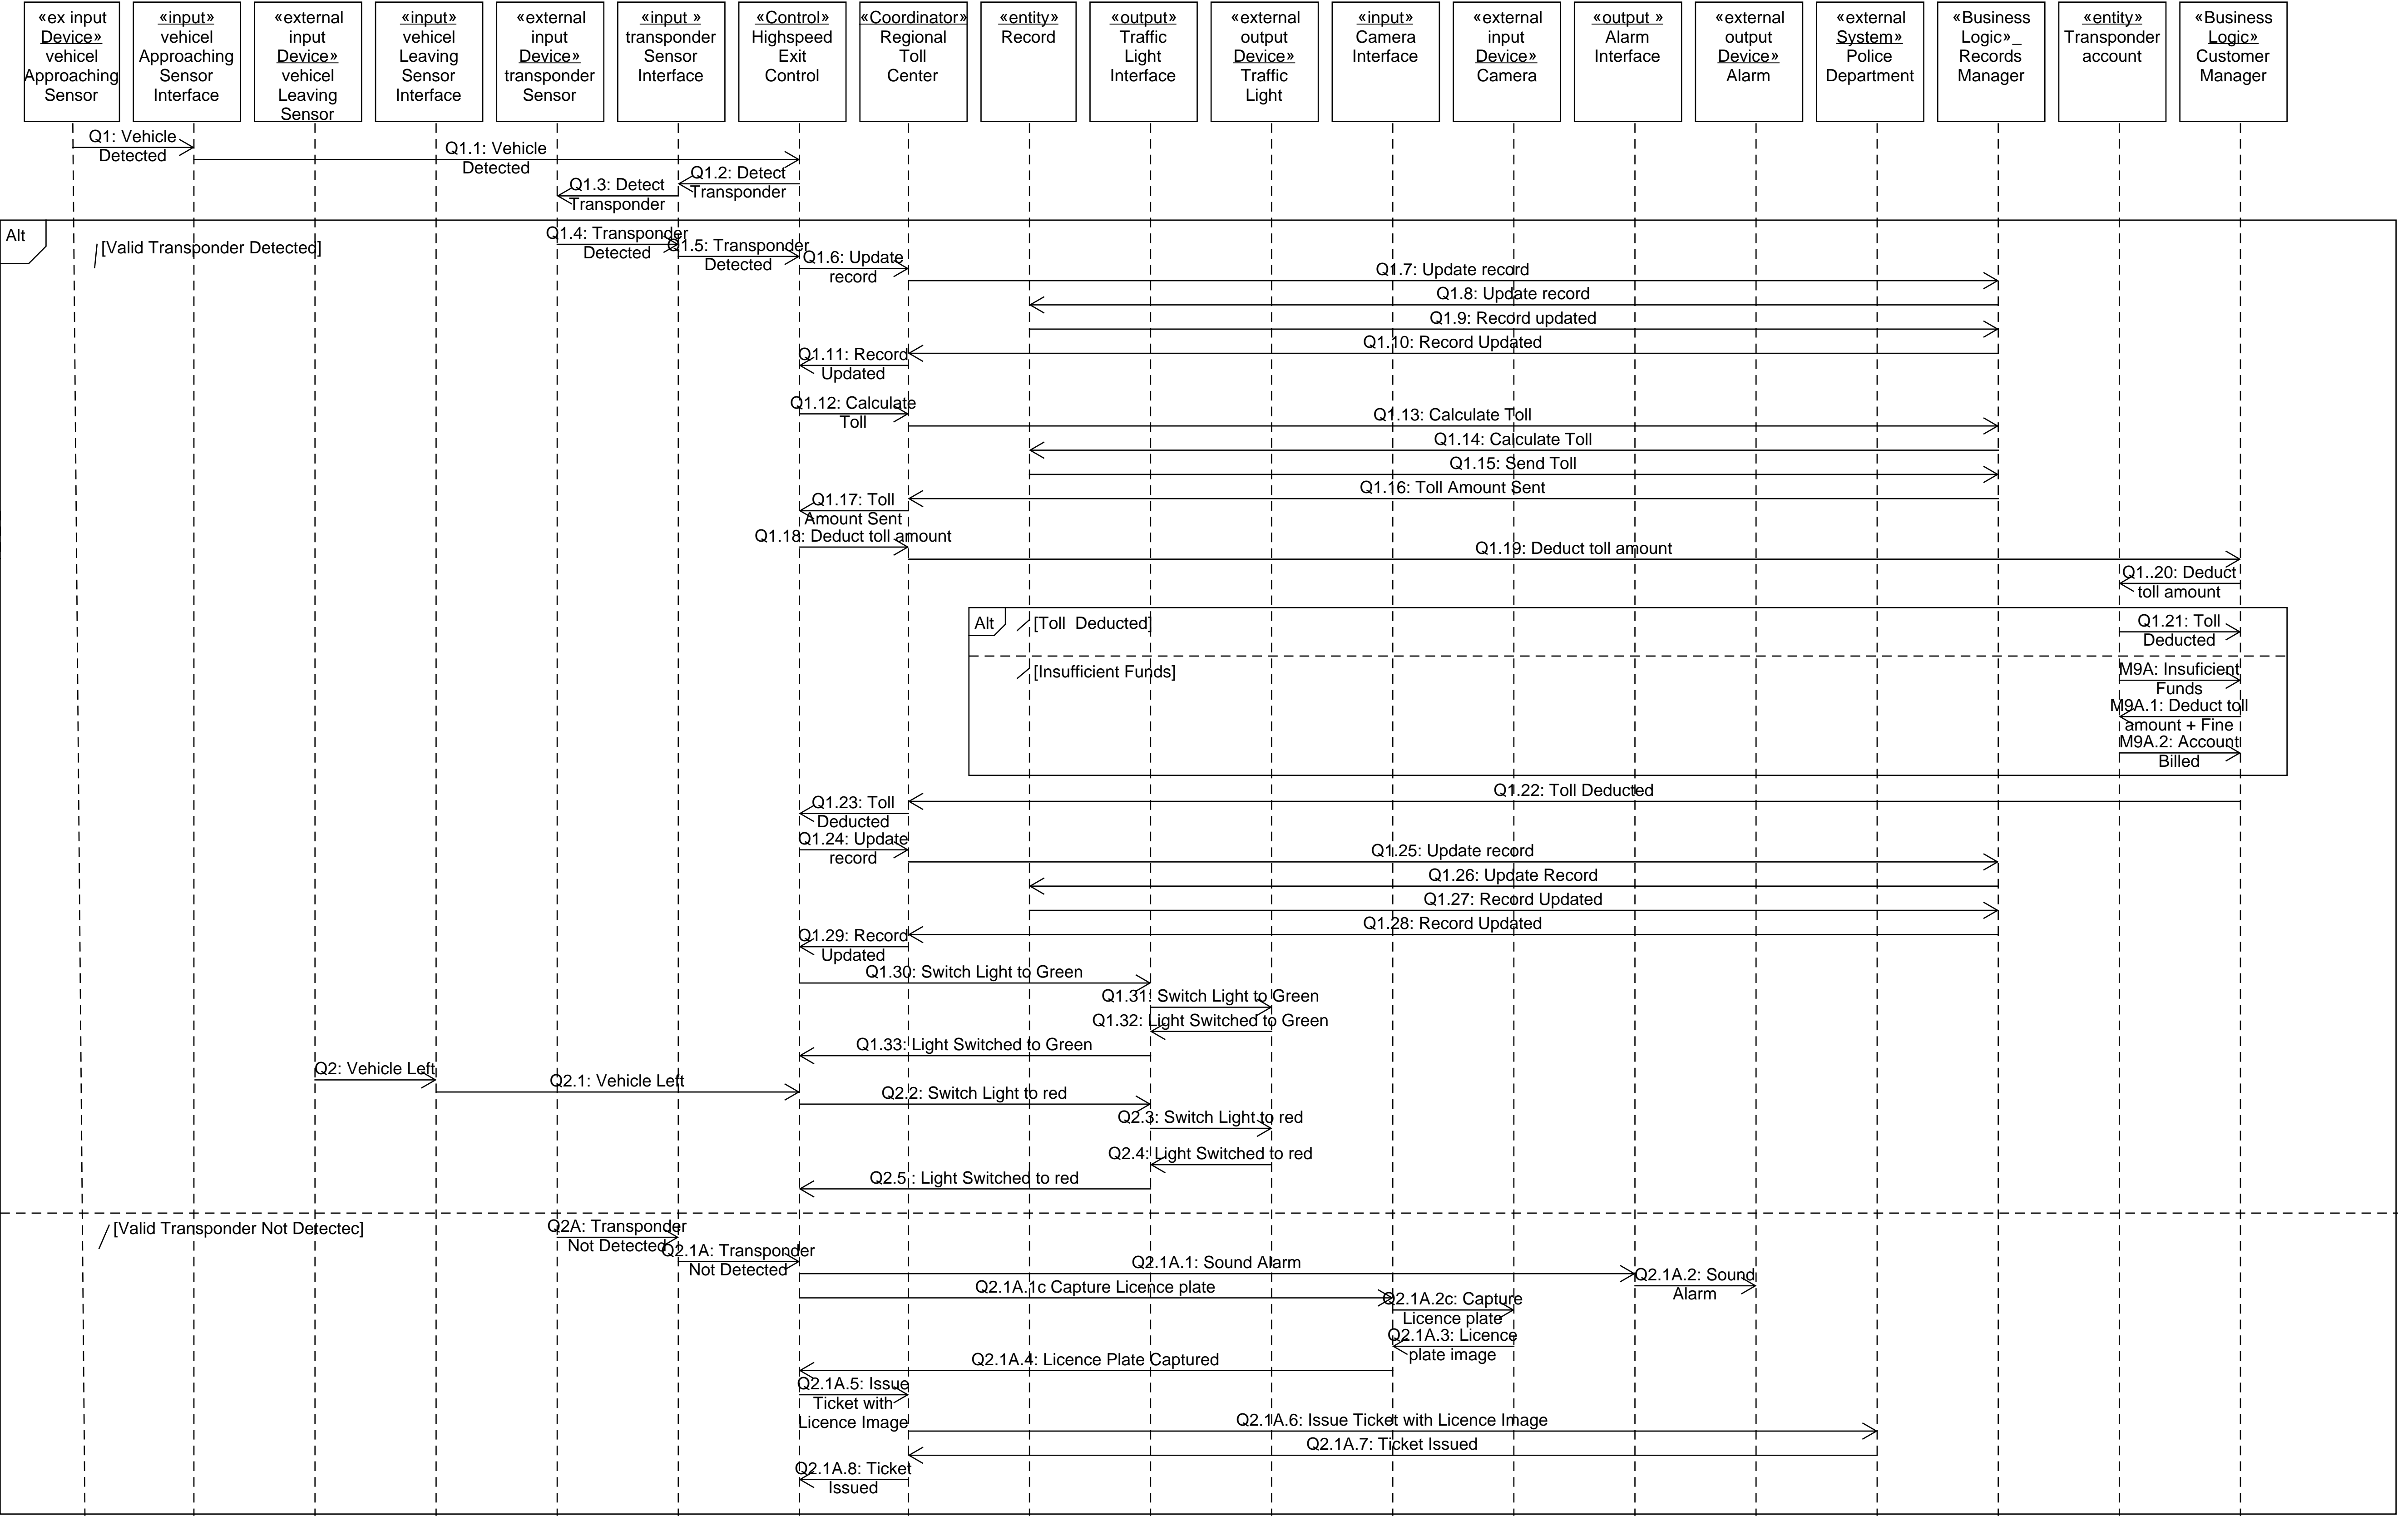 «ex input
Device»
vehicel
Approaching
Sensor
«input»
vehicel
Approaching
Sensor
Interface
«external
input
Device»
vehicel
Leaving
Sensor
«input»
vehicel
Leaving
Sensor
Interface
«external
input
Device»
transponder
Sensor
«input »
transponder
Sensor
Interface
«Control»
Highspeed
Exit
Control
«Coordinator»
Regional
Toll
Center
«entity»
Record
«output»
Traffic
Light
Interface
«external
output
Device»
Traffic
Light
«input»
Camera
Interface
«external
input
Device»
Camera
«output »
Alarm
Interface
«external
output
Device»
Alarm
«external
System»
Police
Department
«Business
Logic»_
Records
Manager
«entity»
Transponder
account
«Business
Logic»
Customer
Manager
Q1: Vehicle
Detected
Q1.1: Vehicle
Detected
Q1.2: Detect
Transponder
Q1.3: Detect
Transponder
Alt
[Valid Transponder Detected]
Q1.4: Transponder
Detected
Q1.5: Transponder
Detected
Q1.6: Update
record
Q1.7: Update record
Q1.8: Update record
Q1.9: Record updated
Q1.10: Record Updated
Q1.11: Record
Updated
Q1.12: Calculate
Toll
Q1.13: Calculate Toll
Q1.14: Calculate Toll
Q1.15: Send Toll
Q1.16: Toll Amount Sent
Q1.17: Toll
Amount Sent
Q1.18: Deduct toll amount
Q1.19: Deduct toll amount
Q1..20: Deduct
toll amount
Alt
[Toll  Deducted]
Q1.21: Toll
Deducted
[Insufficient Funds]
M9A: Insuficient
Funds
M9A.1: Deduct toll
amount + Fine
M9A.2: Account
Billed
Q1.22: Toll Deducted
Q1.23: Toll
Deducted
Q1.24: Update
record
Q1.25: Update record
Q1.26: Update Record
Q1.27: Record Updated
Q1.28: Record Updated
Q1.29: Record
Updated
Q1.30: Switch Light to Green
Q1.31: Switch Light to Green
Q1.32: Light Switched to Green
Q1.33: Light Switched to Green
Q2: Vehicle Left
Q2.1: Vehicle Left
Q2.2: Switch Light to red
Q2.3: Switch Light to red
Q2.4: Light Switched to red
Q2.5 : Light Switched to red
[Valid Transponder Not Detectec]
Q2A: Transponder
Not Detected
Q2.1A: Transponder
Not Detected
Q2.1A.1: Sound Alarm
Q2.1A.2: Sound
Alarm
Q2.1A.1c Capture Licence plate
Q2.1A.2c: Capture
Licence plate
Q2.1A.3: Licence
plate image
Q2.1A.4: Licence Plate Captured
Q2.1A.5: Issue
Ticket with
Licence Image
Q2.1A.6: Issue Ticket with Licence Image
Q2.1A.7: Ticket Issued
Q2.1A.8: Ticket
Issued